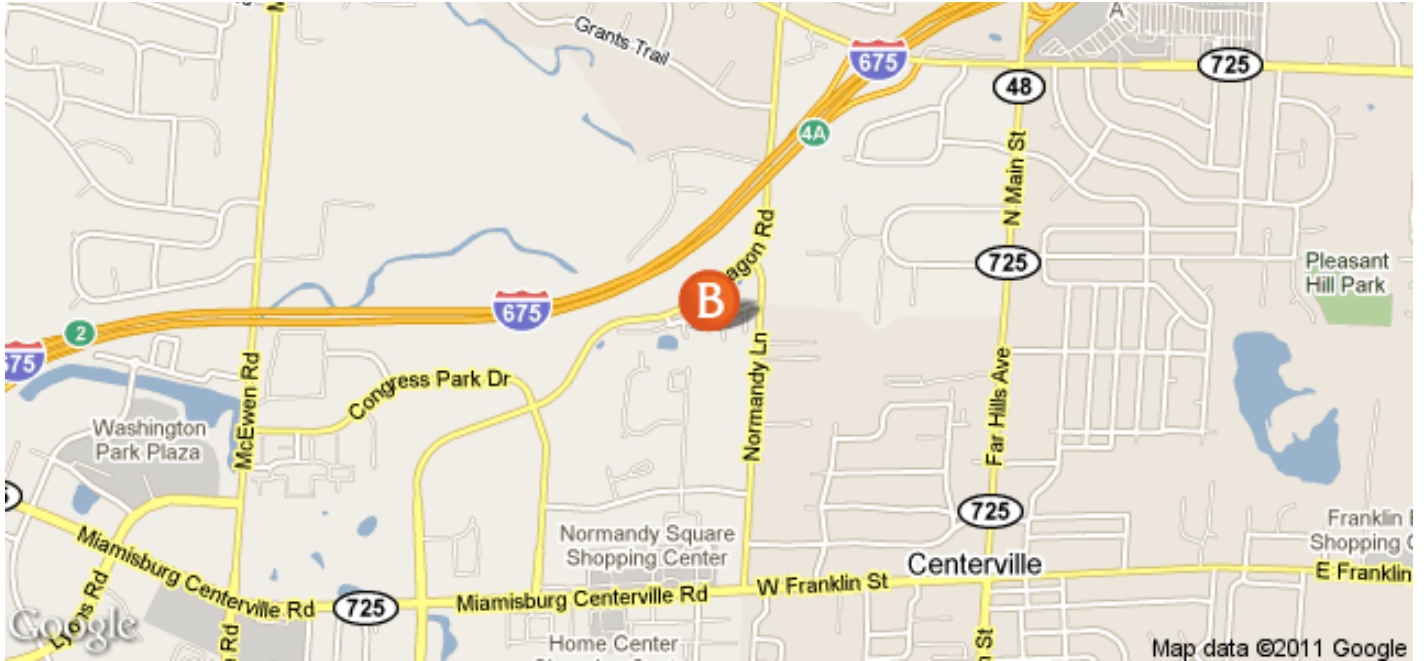 Grants Trail
675
A
725
48
4A
N Main St
agon Rd
725
Pleasant
Hill Park
B
675
2
675
Congress Park Dr
McEwen Rd
Normandy Ln
Far Hills Ave
Washington
Park Plaza
725
Normandy Square
Shopping Center
Franklin
Shopping
Centerville
Miamisburg Centerville Rd
W Franklin St
E Franklin
725
Miamisburg Centerville Rd
Lyons Rd
Rd
St
Home Center
Google
Map data ©2011 Google